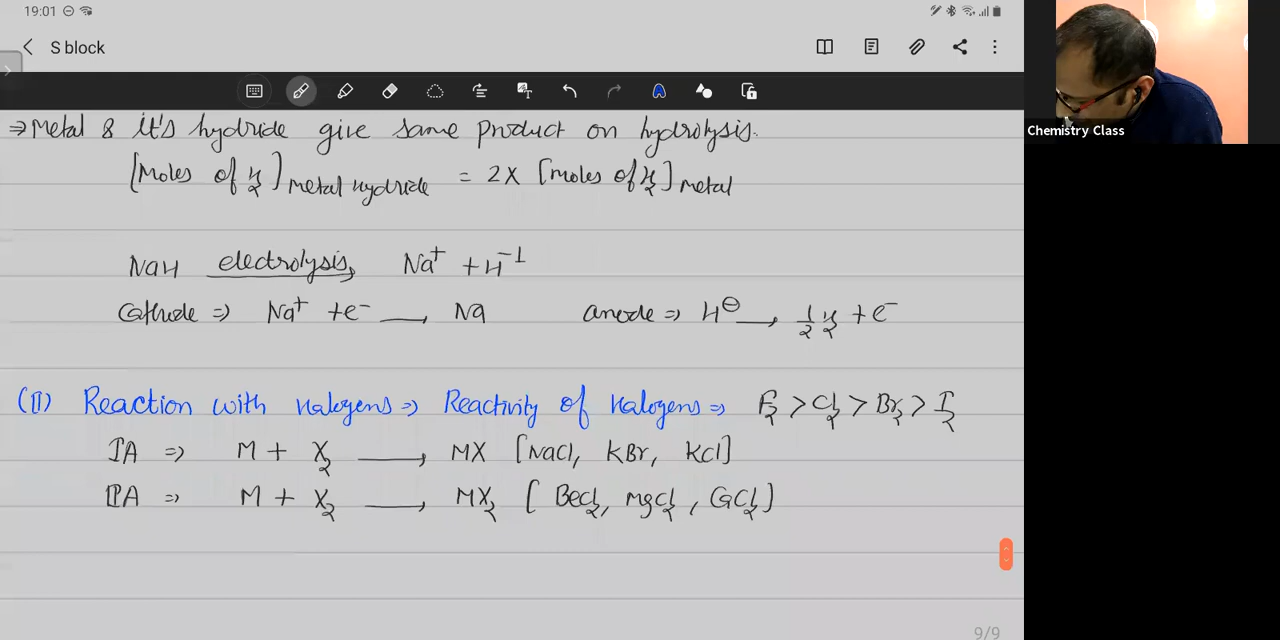 19:01
S block
Chemistry Class
⇒ Metal & it's hydride give same product on hydrolysis.
[Moles of H₂] metal hydride = 2X [moles of H₂] metal
NaH electrolysis Na⁺ + H⁻¹
Cathode ⇒ Na⁺ + e⁻ → Na anode ⇒ H⊖ → 1/2 H₂ + e⁻
(II) Reaction with halogens ⇒ Reactivity of halogens ⇒ F₂ > Cl₂ > Br₂ > I₂
IA ⇒ M + X₂ → MX [NaCl, KBr, KCl]
IIA ⇒ M + X₂ → MX₂ [BeCl₂, MgCl₂, CaCl₂]
9/9